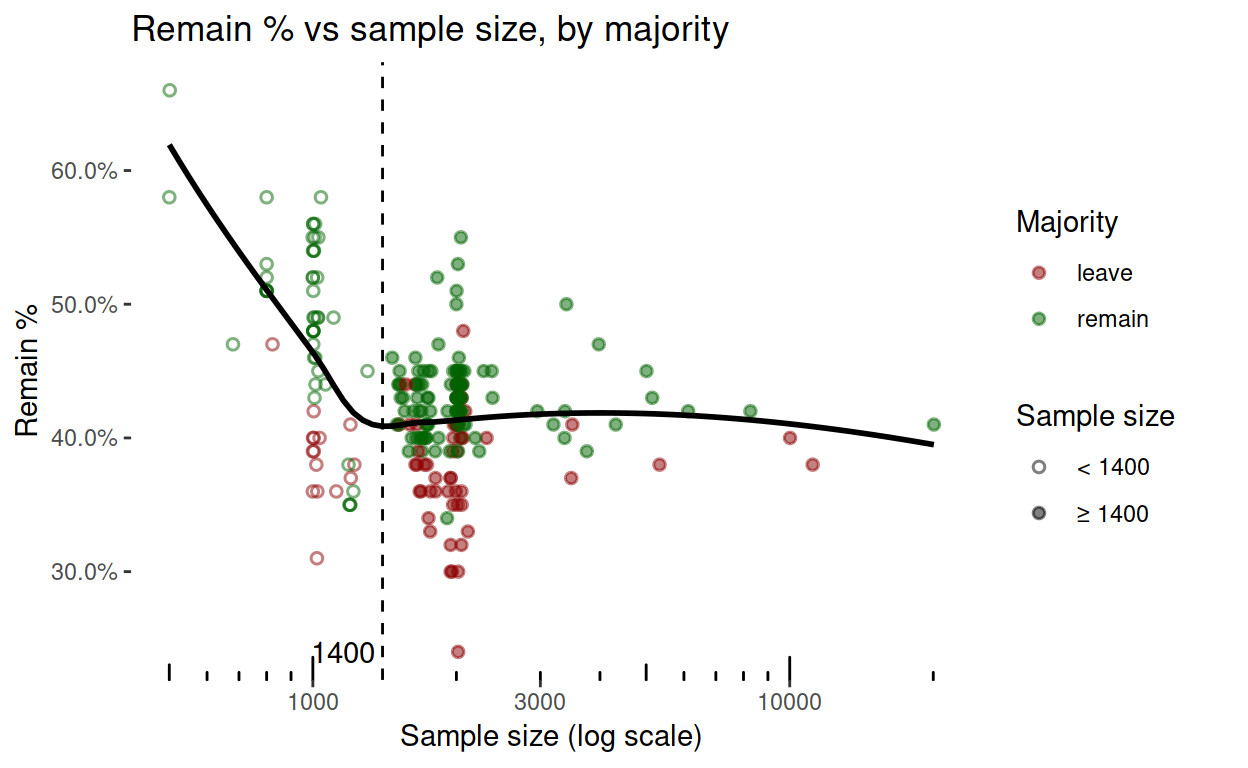 Remain % vs sample size, by majority
60.0%
50.0%
40.0%
30.0%
Remain %
1400
1000
3000
10000
Sample size (log scale)
Majority
leave
remain
Sample size
< 1400
≥ 1400